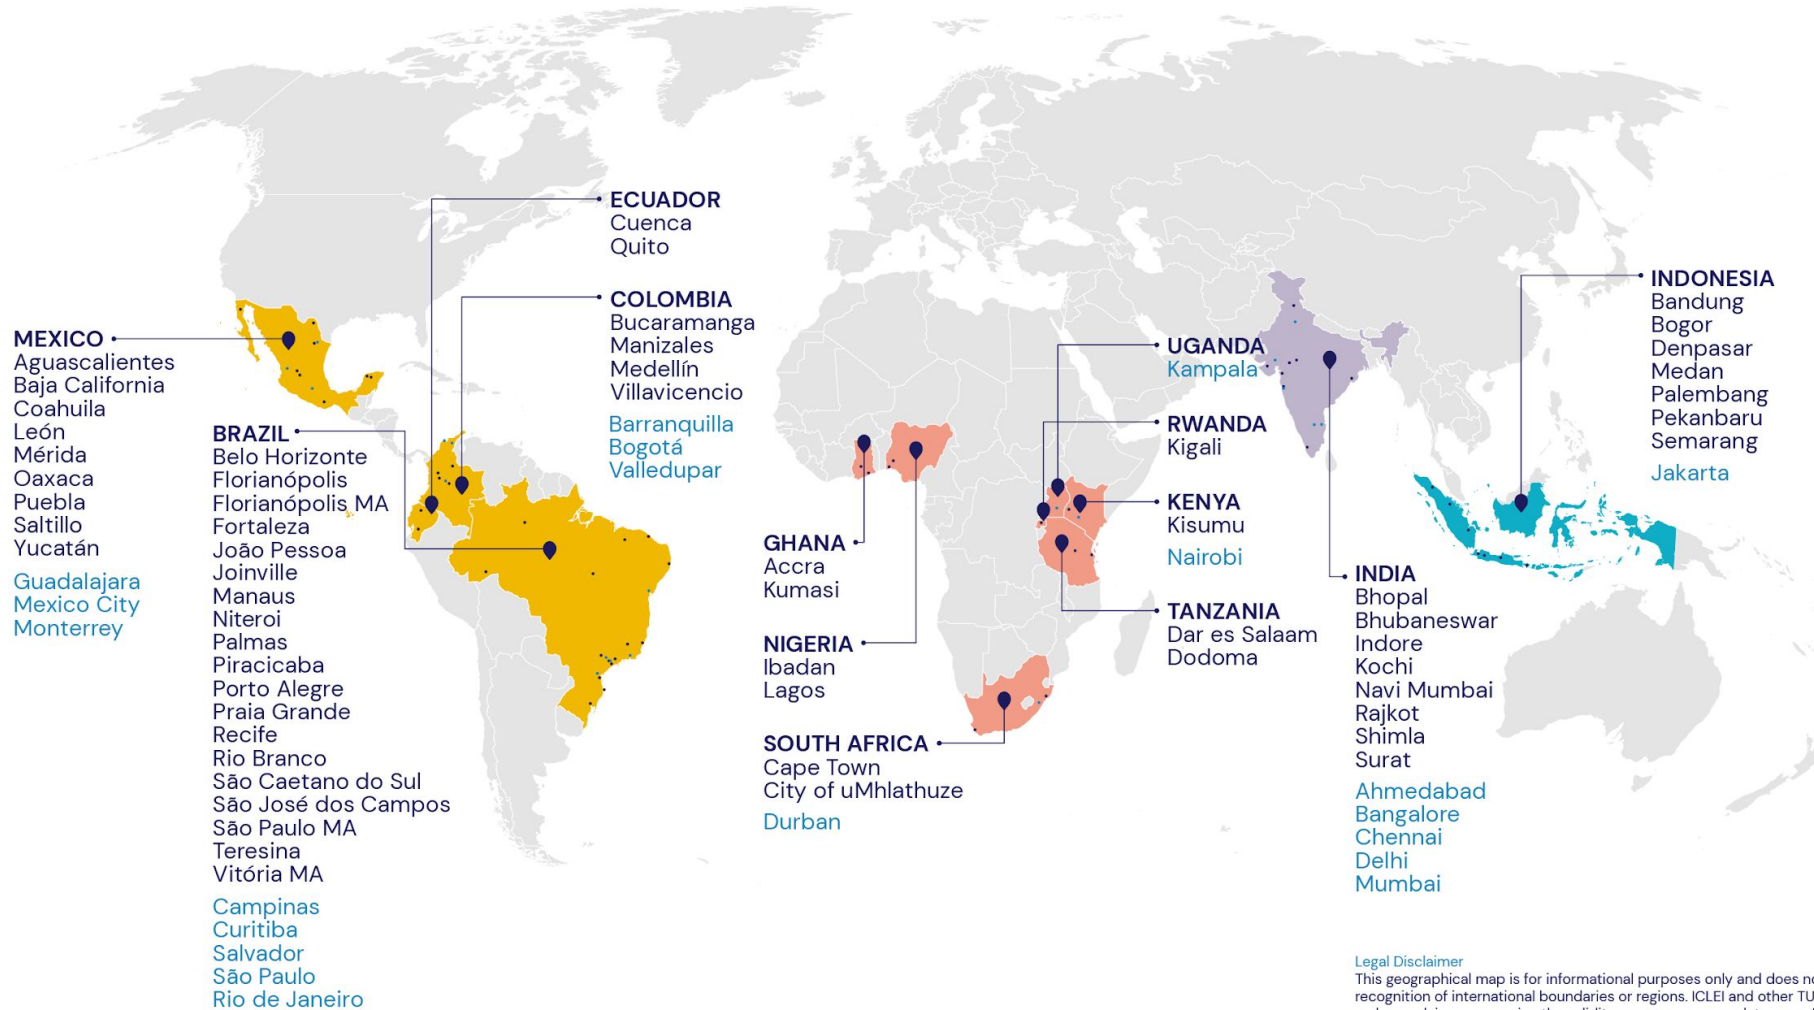 ECUADOR
Cuenca
Quito
COLOMBIA
Bucaramanga
Manizales
Medellín
Villavicencio
Barranquilla
Bogotá
Valledupar
MEXICO
Aguascalientes
Baja California
Coahuila
León
Mérida
Oaxaca
Puebla
Saltillo
Yucatán
Guadalajara
Mexico City
Monterrey
BRAZIL
Belo Horizonte
Florianópolis
Florianópolis MA
Fortaleza
João Pessoa
Joinville
Manaus
Niteroi
Palmas
Piracicaba
Porto Alegre
Praia Grande
Recife
Rio Branco
São Caetano do Sul
São José dos Campos
São Paulo MA
Teresina
Vitória MA
Campinas
Curitiba
Salvador
São Paulo
Rio de Janeiro
GHANA
Accra
Kumasi
NIGERIA
Ibadan
Lagos
SOUTH AFRICA
Cape Town
City of uMhlathuze
Durban
UGANDA
Kampala
RWANDA
Kigali
KENYA
Kisumu
Nairobi
TANZANIA
Dar es Salaam
Dodoma
INDIA
Bhopal
Bhubaneswar
Indore
Kochi
Navi Mumbai
Rajkot
Shimla
Surat
Ahmedabad
Bangalore
Chennai
Delhi
Mumbai
INDONESIA
Bandung
Bogor
Denpasar
Medan
Palembang
Pekanbaru
Semarang
Jakarta
Legal Disclaimer
This geographical map is for informational purposes only and does no
recognition of international boundaries or regions. ICLEI and other TU